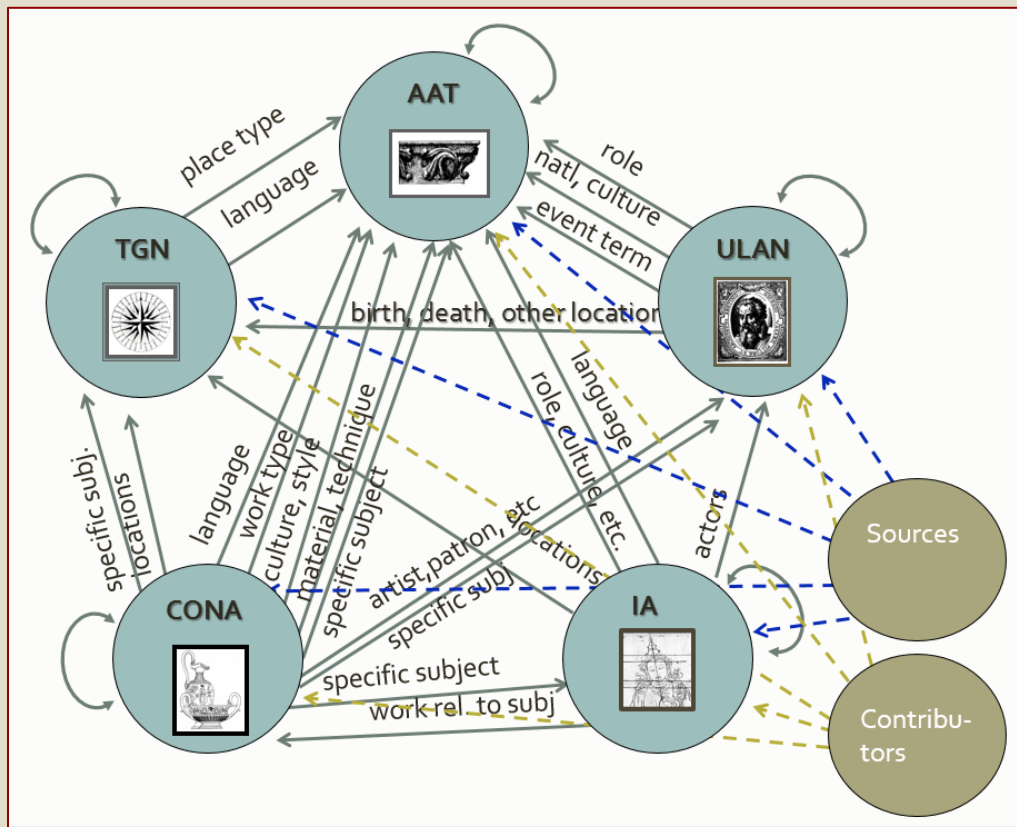 AAT
place type
language
role
natl, culture
event term
TGN
ULAN
birth, death, other location
specific subj.
locations
language
work type
culture, style
material, technique
specific subject
role, culture, etc.
language
artist,patron, etc
specific subj
locations
actors
Sources
CONA
IA
specific subject
work rel. to subj
Contribu-
tors